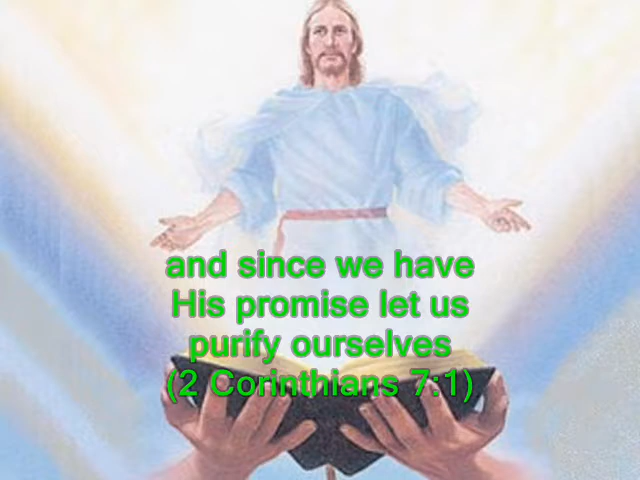 and since we have
His promise let us
purify ourselves
(2 Corinthians 7:1)